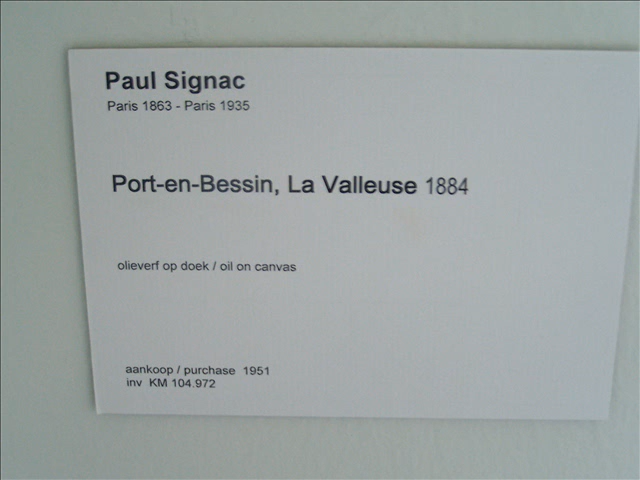 Paul Signac
Paris 1863 - Paris 1935
Port-en-Bessin, La Valleuse 1884
olieverf op doek / oil on canvas
aankoop / purchase 1951
inv KM 104.972